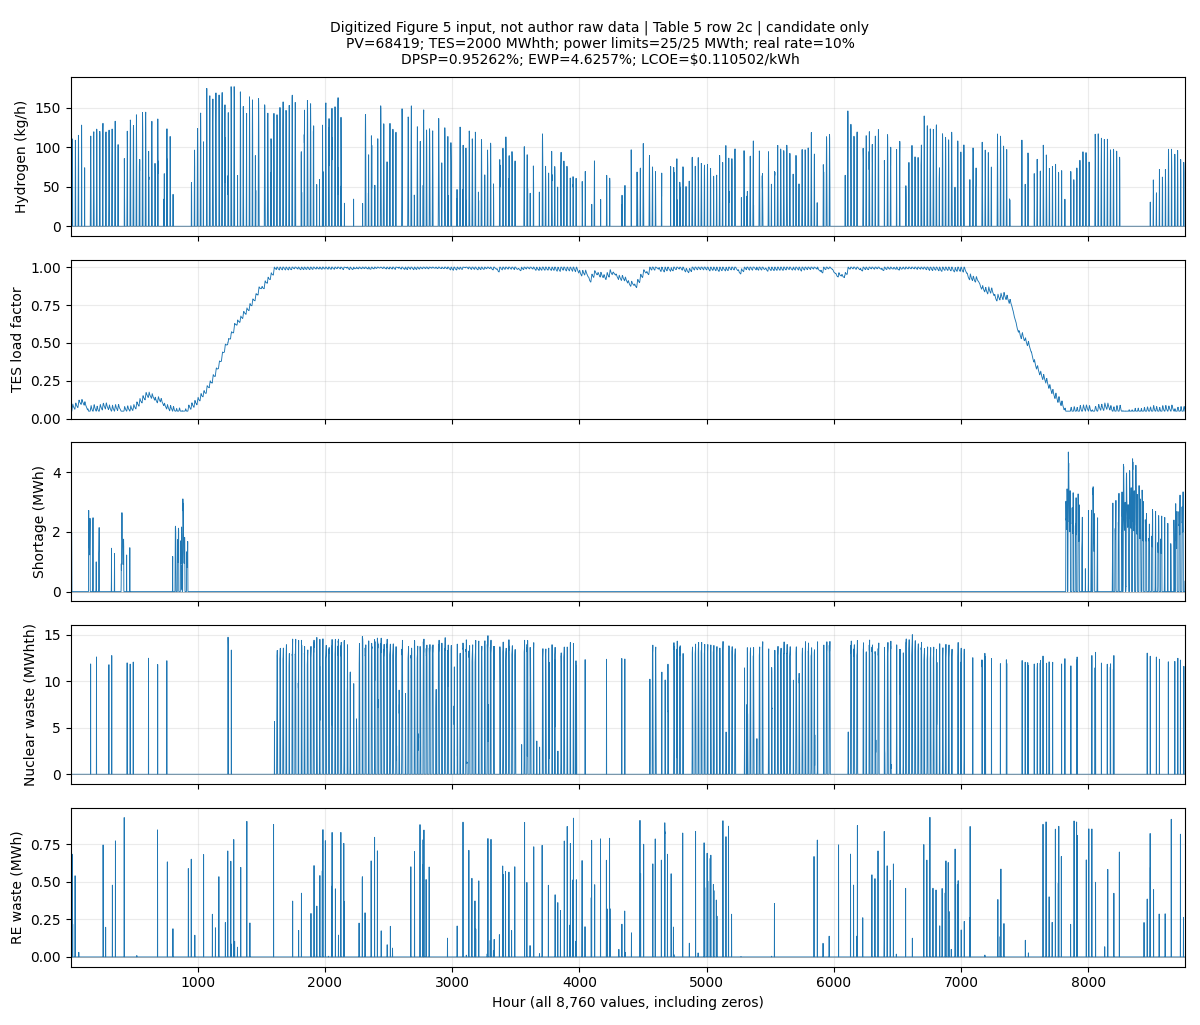 Digitized Figure 5 input, not author raw data | Table 5 row 2c | candidate only
PV=68419; TES=2000 MWhth; power limits=25/25 MWth; real rate=10%
DPSP=0.95262%; EWP=4.6257%; LCOE=$0.110502/kWh
Hydrogen (kg/h)
150
100
50
0
TES load factor
1.00
0.75
0.50
0.25
0.00
Shortage (MWh)
4
2
0
Nuclear waste (MWhth)
15
10
5
0
RE waste (MWh)
0.75
0.50
0.25
0.00
1000 2000 3000 4000 5000 6000 7000 8000
Hour (all 8,760 values, including zeros)